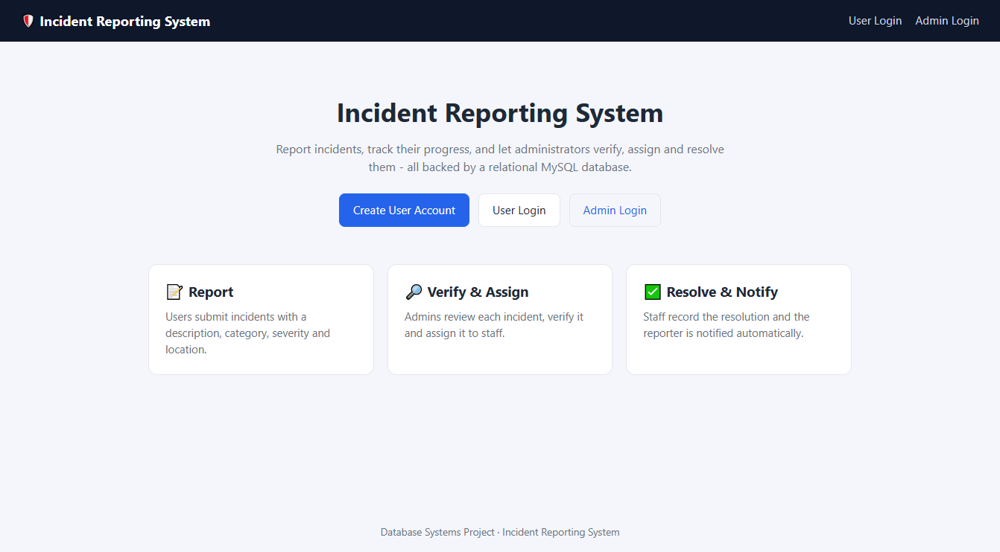 Incident Reporting System
User Login
Admin Login
Incident Reporting System
Report incidents, track their progress, and let administrators verify, assign and resolve
them - all backed by a relational MySQL database.
Create User Account
User Login
Admin Login
Report
Users submit incidents with a
description, category, severity and
location.
Verify & Assign
Admins review each incident, verify it
and assign it to staff.
Resolve & Notify
Staff record the resolution and the
reporter is notified automatically.
Database Systems Project · Incident Reporting System